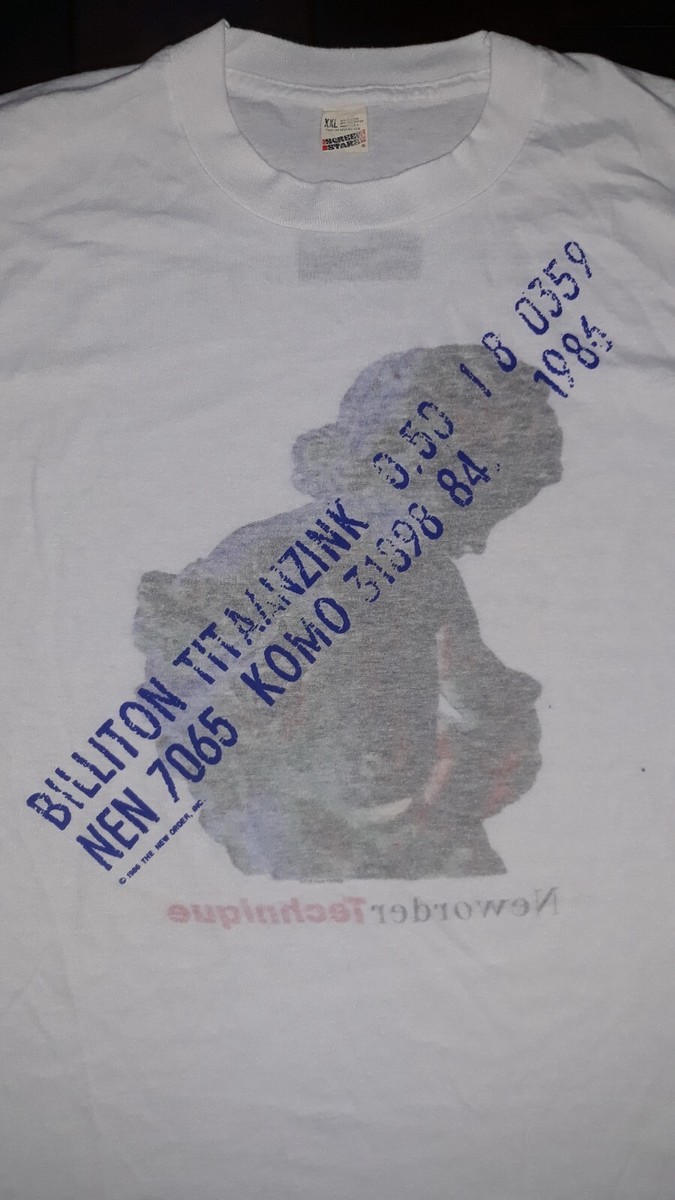 XXL
SCREEN
STARS
BILLITON TITAANZINK 0.50 1 8 0359
NEN 7065 KOMO 31898 84 1984
© 1986 THE NEW ORDER, INC.
NeworderTechnique